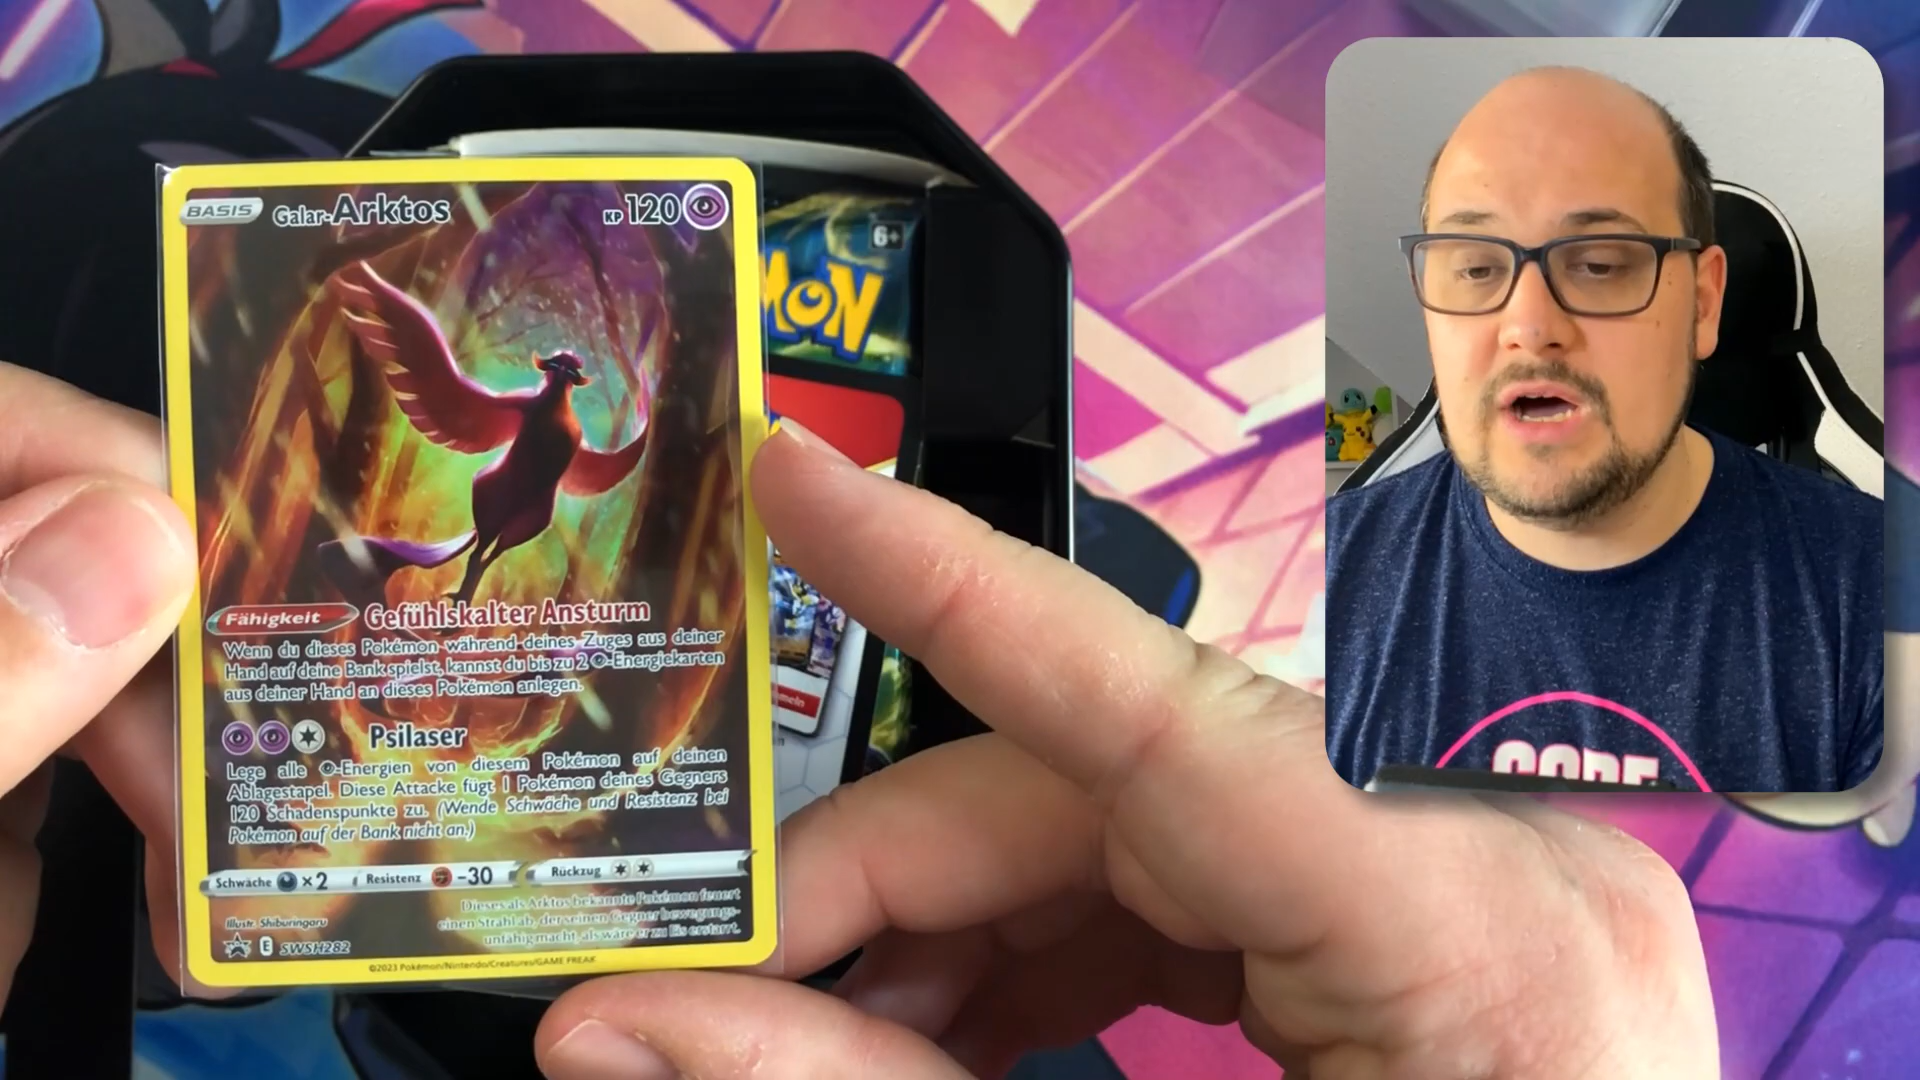 BASIS Galar-Arktos KP 120
Fähigkeit Gefühlskalter Ansturm
Wenn du dieses Pokémon während deines Zuges aus deiner
Hand auf deine Bank spielst, kannst du bis zu 2 -Energiekarten
aus deiner Hand an dieses Pokémon anlegen.
Psilaser
Lege alle -Energien von diesem Pokémon auf deinen
Ablagestapel. Diese Attacke fügt 1 Pokémon deines Gegners
120 Schadenspunkte zu. (Wende Schwäche und Resistenz bei
Pokémon auf der Bank nicht an.)
Schwäche ×2 Resistenz -30 Rückzug
Dieses als Arktos bekannte Pokémon feuert
einen Strahl ab, der seinen Gegner bewegungs-
unfähig macht, als wäre er zu Eis erstarrt.
Illustr. Shiburingaru
E SWSH282
©2023 Pokémon/Nintendo/Creatures/GAME FREAK
6+
MON
meln
CODE